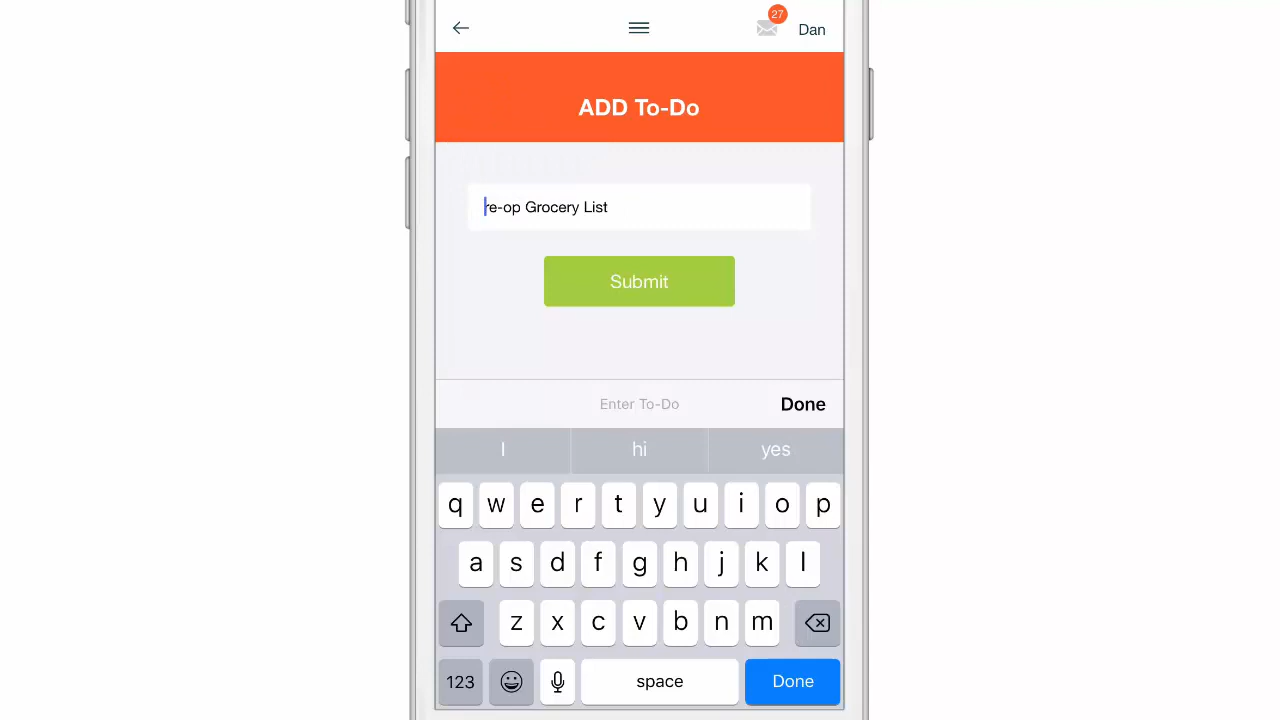 27
Dan
ADD To-Do
re-op Grocery List
Submit
Enter To-Do Done
I hi yes
q w e r t y u i o p
a s d f g h j k l
z x c v b n m
123 space Done